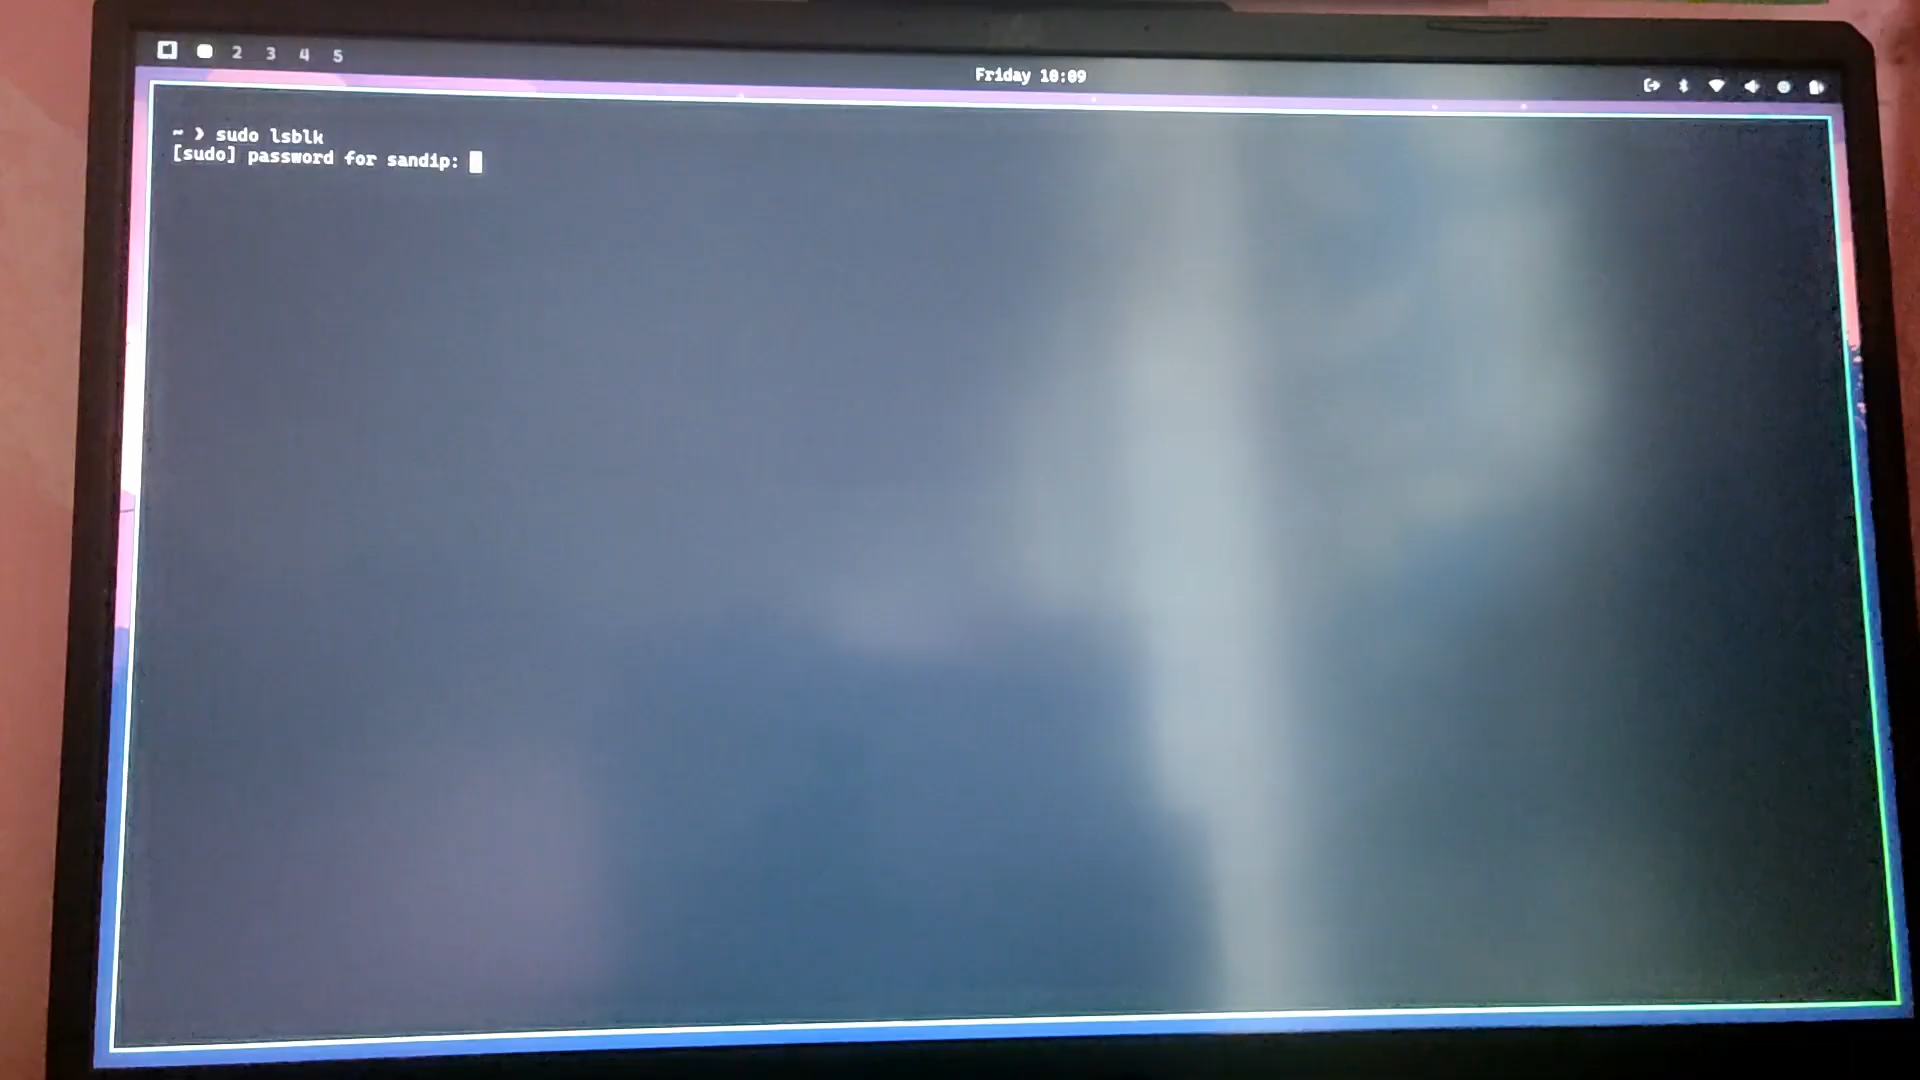 2 3 4 5
Friday 10:09
~ ❯ sudo lsblk
[sudo] password for sandip: